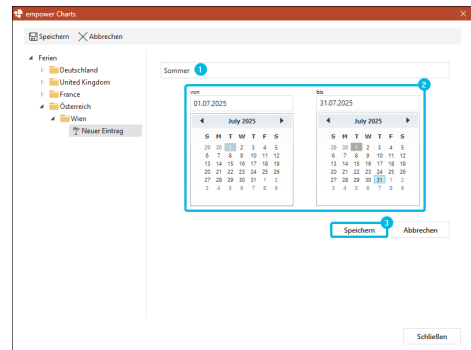 empower Charts
Speichern Abbrechen
Ferien
Deutschland
United Kingdom
France
Österreich
Wien
Neuer Eintrag
Sommer 1
2
von bis
01.07.2025 31.07.2025
July 2025 July 2025
S M T W T F S S M T W T F S
29 30 1 2 3 4 5 29 30 1 2 3 4 5
6 7 8 9 10 11 12 6 7 8 9 10 11 12
13 14 15 16 17 18 19 13 14 15 16 17 18 19
20 21 22 23 24 25 26 20 21 22 23 24 25 26
27 28 29 30 31 1 2 27 28 29 30 31 1 2
3 4 5 6 7 8 9 3 4 5 6 7 8 9
3
Speichern Abbrechen
Schließen